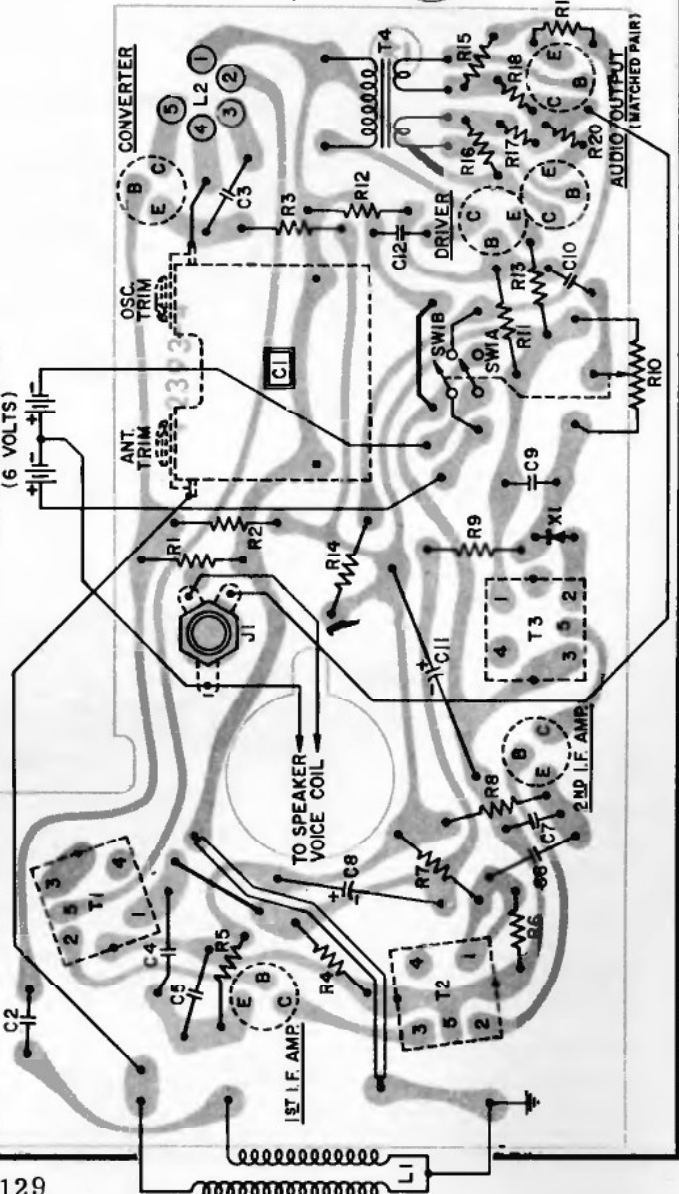 CONVERTER
5
1
L2
2
4
3
B
C
E
C3
T4
R15
R18
R16
R17
R20
E
C
B
AUDIO OUTPUT
(MATCHED PAIR)
E
C
B
R3
R12
C12
DRIVER
C
E
B
R13
C10
R11
OSC.
TRIM
ANT.
TRIM
C1
(6 VOLTS)
+
-
+
-
SW1B
SW1A
R10
C9
X1
R9
R1
R2
R14
J1
1
4
T3
5
2
3
+
C11
-
TO SPEAKER
VOICE COIL
B
C
E
2ND I.F. AMP.
R8
C7
R7
R6
C8
+
-
3
4
5
T1
2
1
C4
C5
R5
R4
B
E
C
1ST I.F. AMP.
4
1
T2
3
5
2
C2
L1
129